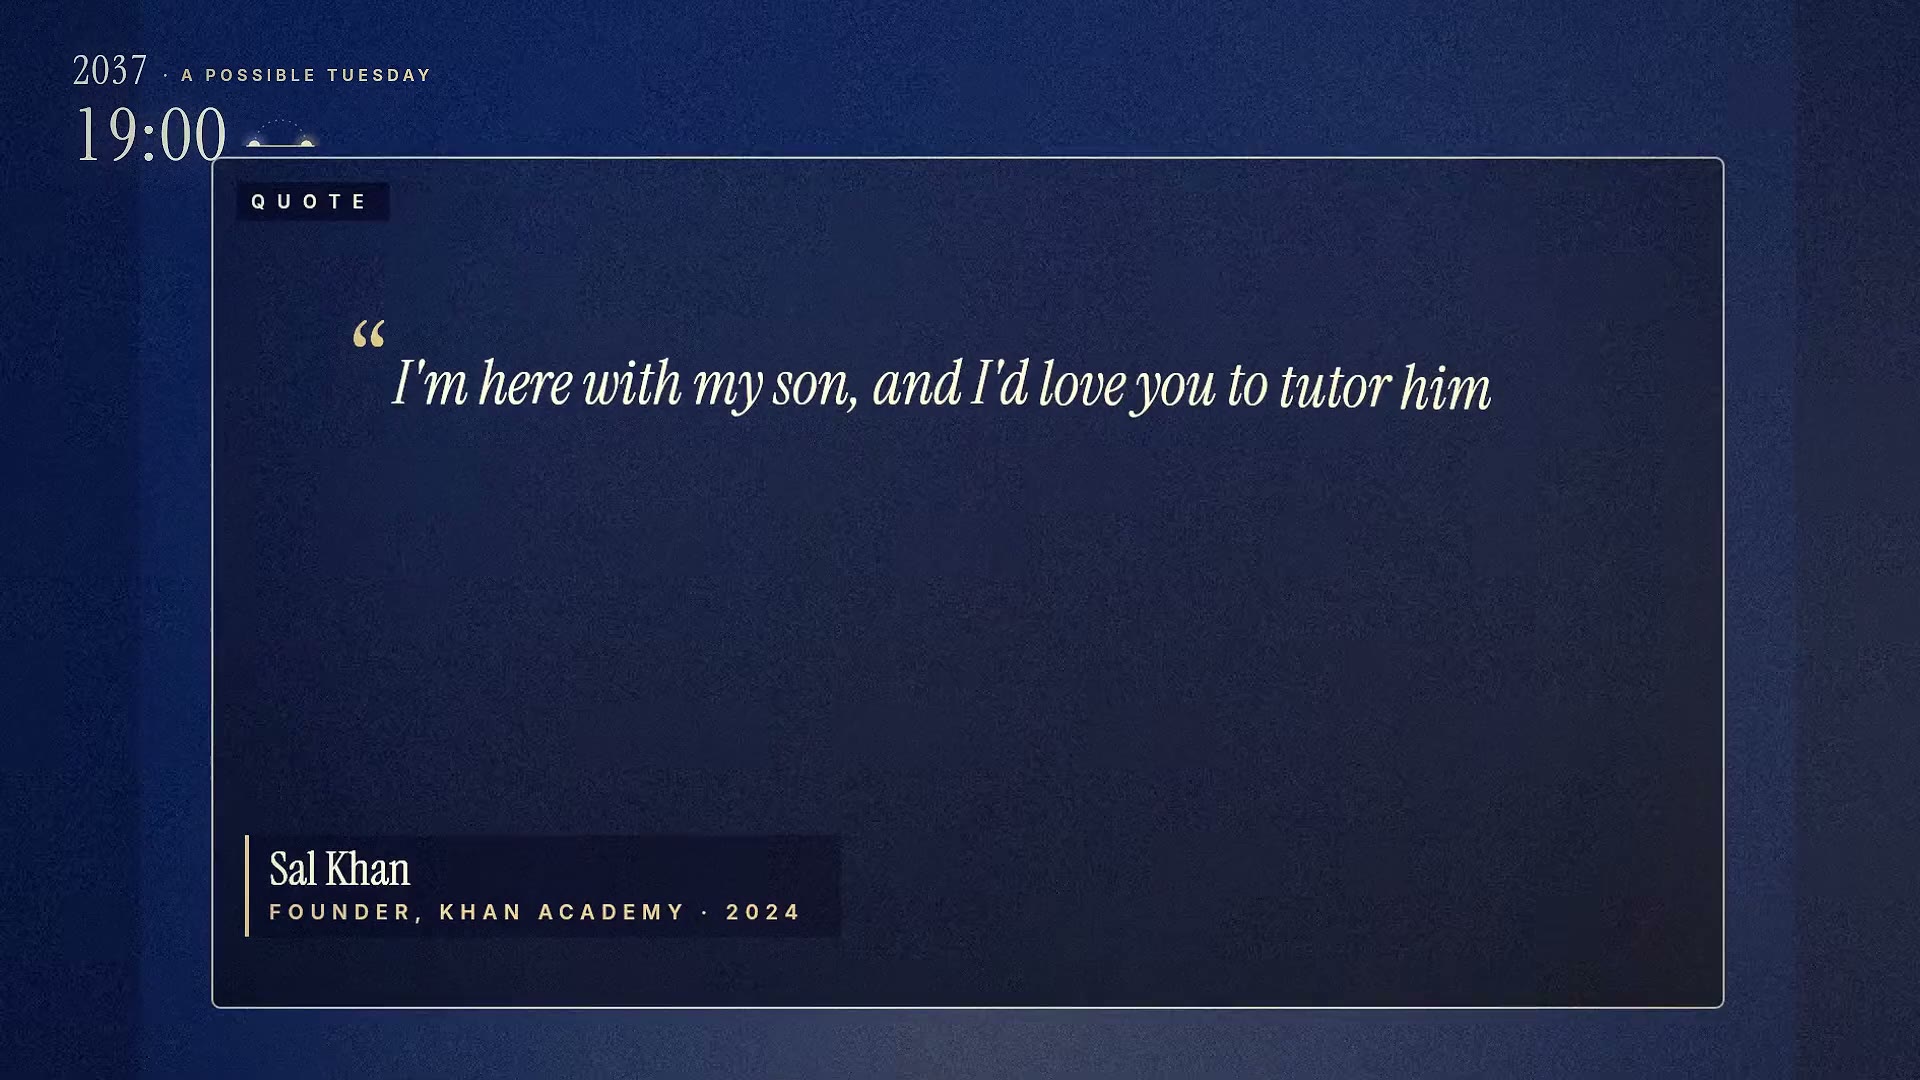 2037 · A POSSIBLE TUESDAY
19:00
QUOTE
“I'm here with my son, and I'd love you to tutor him
Sal Khan
FOUNDER, KHAN ACADEMY · 2024